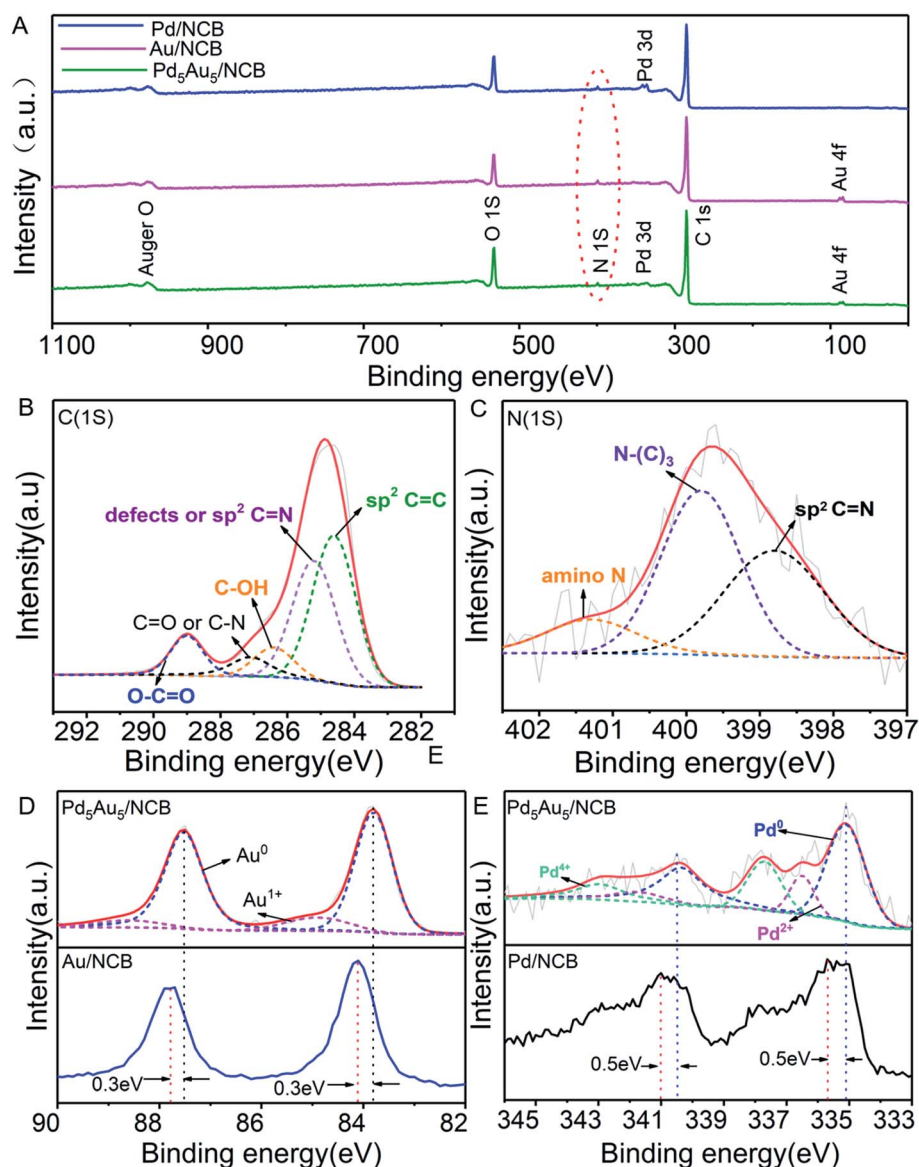 A
Pd/NCB
Au/NCB
Pd₅Au₅/NCB
Pd 3d
Au 4f
Auger O
O 1S
N 1S
Pd 3d
C 1s
Au 4f
Intensity (a.u.)
1100 900 700 500 300 100
Binding energy(eV)
B
C(1S)
defects or sp² C=N
sp² C=C
C-OH
C=O or C-N
O-C=O
Intensity(a.u)
292 290 288 286 284 282
Binding energy(eV)
E
C
N(1S)
N-(C)₃
sp² C=N
amino N
Intensity(a.u.)
402 401 400 399 398 397
Binding energy(eV)
D
Pd₅Au₅/NCB
Au⁰
Au¹⁺
Au/NCB
0.3eV
0.3eV
Intensity(a.u.)
90 88 86 84 82
Binding energy(eV)
E
Pd₅Au₅/NCB
Pd⁰
Pd⁴⁺
Pd²⁺
Pd/NCB
0.5eV
0.5eV
Intensity(a.u.)
345 343 341 339 337 335 333
Binding energy(eV)